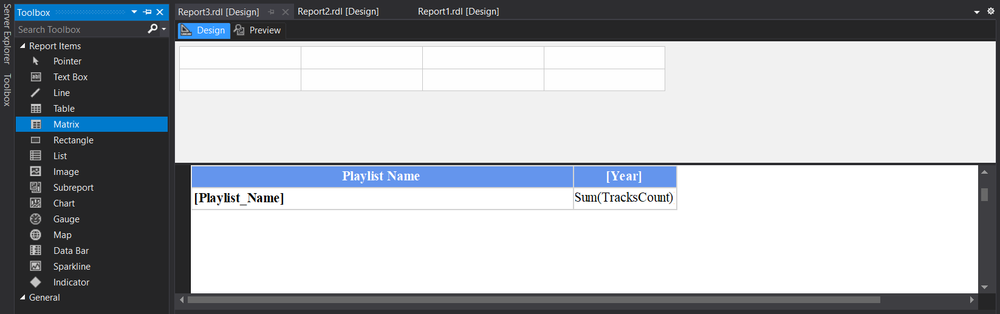 Server Explorer
Toolbox
Toolbox
Search Toolbox
Report Items
Pointer
Text Box
Line
Table
Matrix
Rectangle
List
Image
Subreport
Chart
Gauge
Map
Data Bar
Sparkline
Indicator
General
Report3.rdl [Design]
Report2.rdl [Design]
Report1.rdl [Design]
Design
Preview
Playlist Name [Year]
[Playlist_Name] Sum(TracksCount)